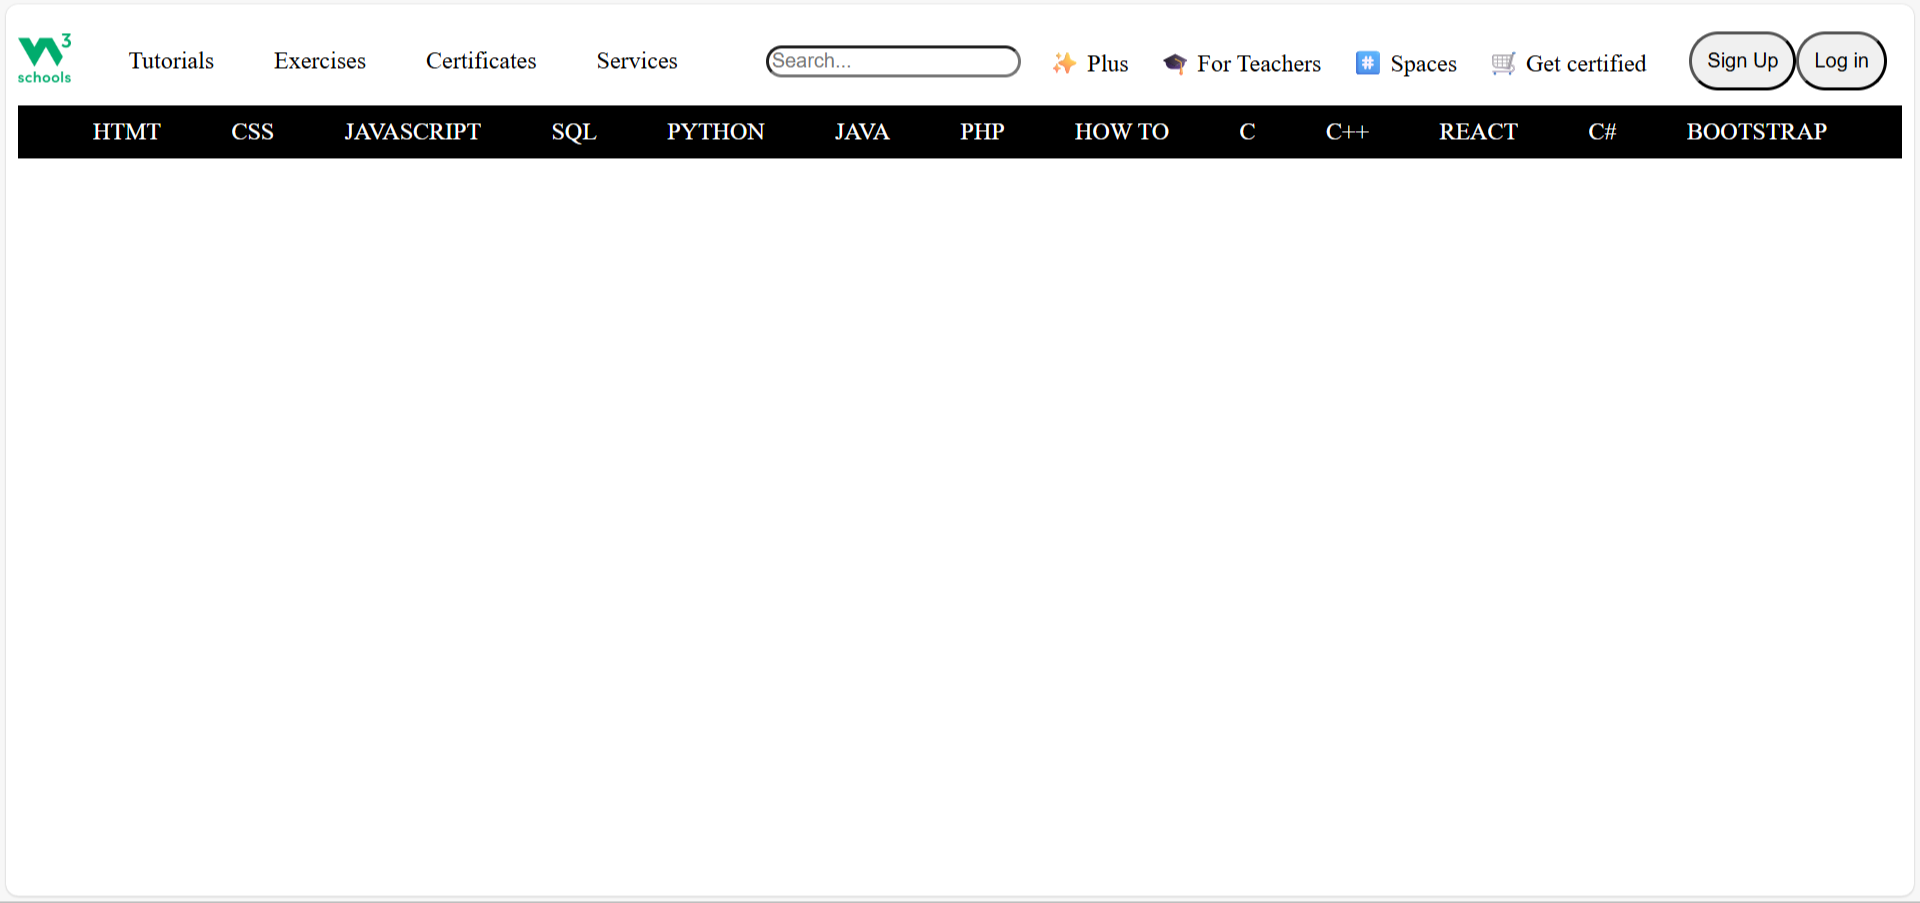 3
schools
Tutorials Exercises Certificates Services Search... ✨ Plus 🎓 For Teachers #️⃣ Spaces 🛒 Get certified Sign Up Log in
HTMT CSS JAVASCRIPT SQL PYTHON JAVA PHP HOW TO C C++ REACT C# BOOTSTRAP